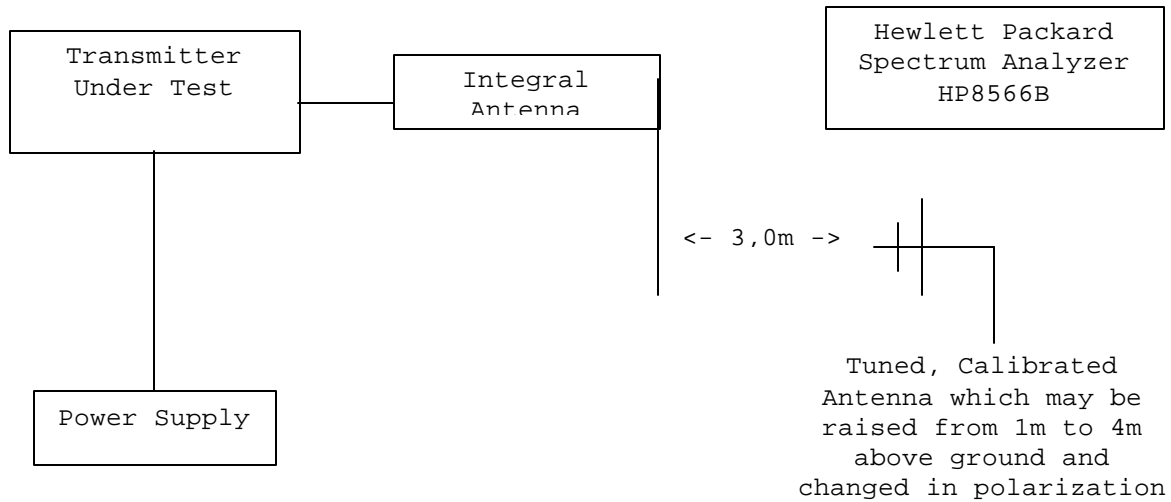 Transmitter
Under Test
Integral
Antenna
Hewlett Packard
Spectrum Analyzer
HP8566B
<- 3,0m ->
Power Supply
Tuned, Calibrated
Antenna which may be
raised from 1m to 4m
above ground and
changed in polarization